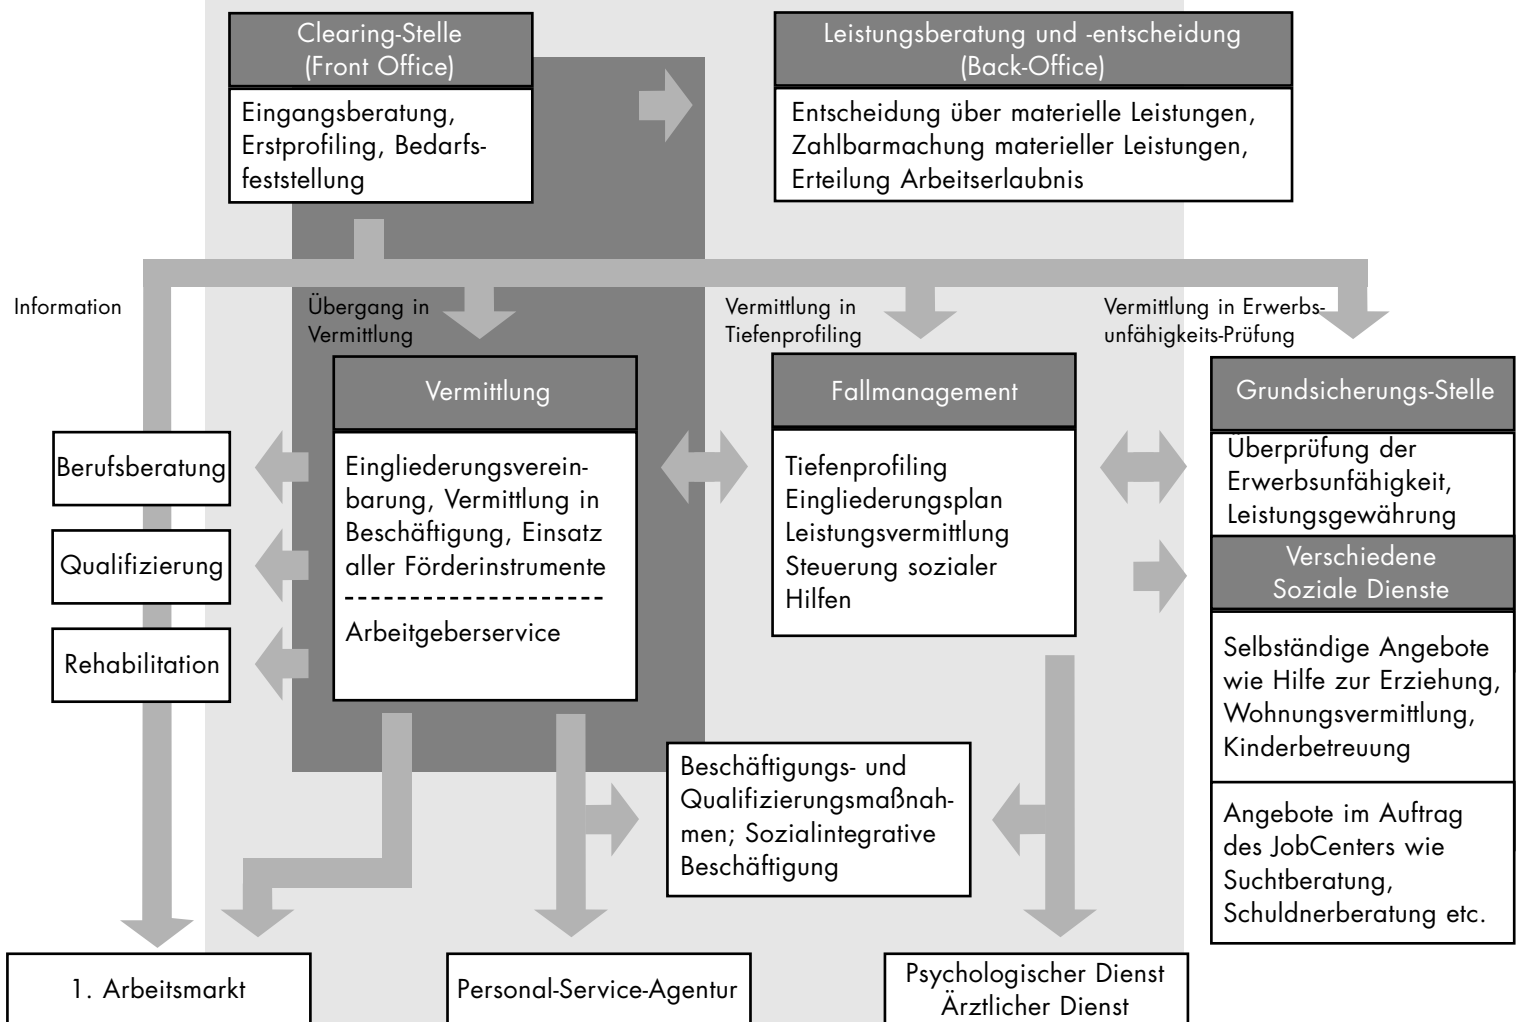 Clearing-Stelle
(Front Office)
Eingangsberatung,
Erstprofiling, Bedarfs-
feststellung
Leistungsberatung und -entscheidung
(Back-Office)
Entscheidung über materielle Leistungen,
Zahlbarmachung materieller Leistungen,
Erteilung Arbeitserlaubnis
Information
Übergang in
Vermittlung
Vermittlung in
Tiefenprofiling
Vermittlung in Erwerbs-
unfähigkeits-Prüfung
Berufsberatung
Qualifizierung
Rehabilitation
Vermittlung
Eingliederungsverein-
barung, Vermittlung in
Beschäftigung, Einsatz
aller Förderinstrumente
Arbeitgeberservice
Fallmanagement
Tiefenprofiling
Eingliederungsplan
Leistungsvermittlung
Steuerung sozialer
Hilfen
Grundsicherungs-Stelle
Überprüfung der
Erwerbsunfähigkeit,
Leistungsgewährung
Verschiedene
Soziale Dienste
Selbständige Angebote
wie Hilfe zur Erziehung,
Wohnungsvermittlung,
Kinderbetreuung
Angebote im Auftrag
des JobCenters wie
Suchtberatung,
Schuldnerberatung etc.
Beschäftigungs- und
Qualifizierungsmaßnah-
men; Sozialintegrative
Beschäftigung
1. Arbeitsmarkt
Personal-Service-Agentur
Psychologischer Dienst
Ärztlicher Dienst